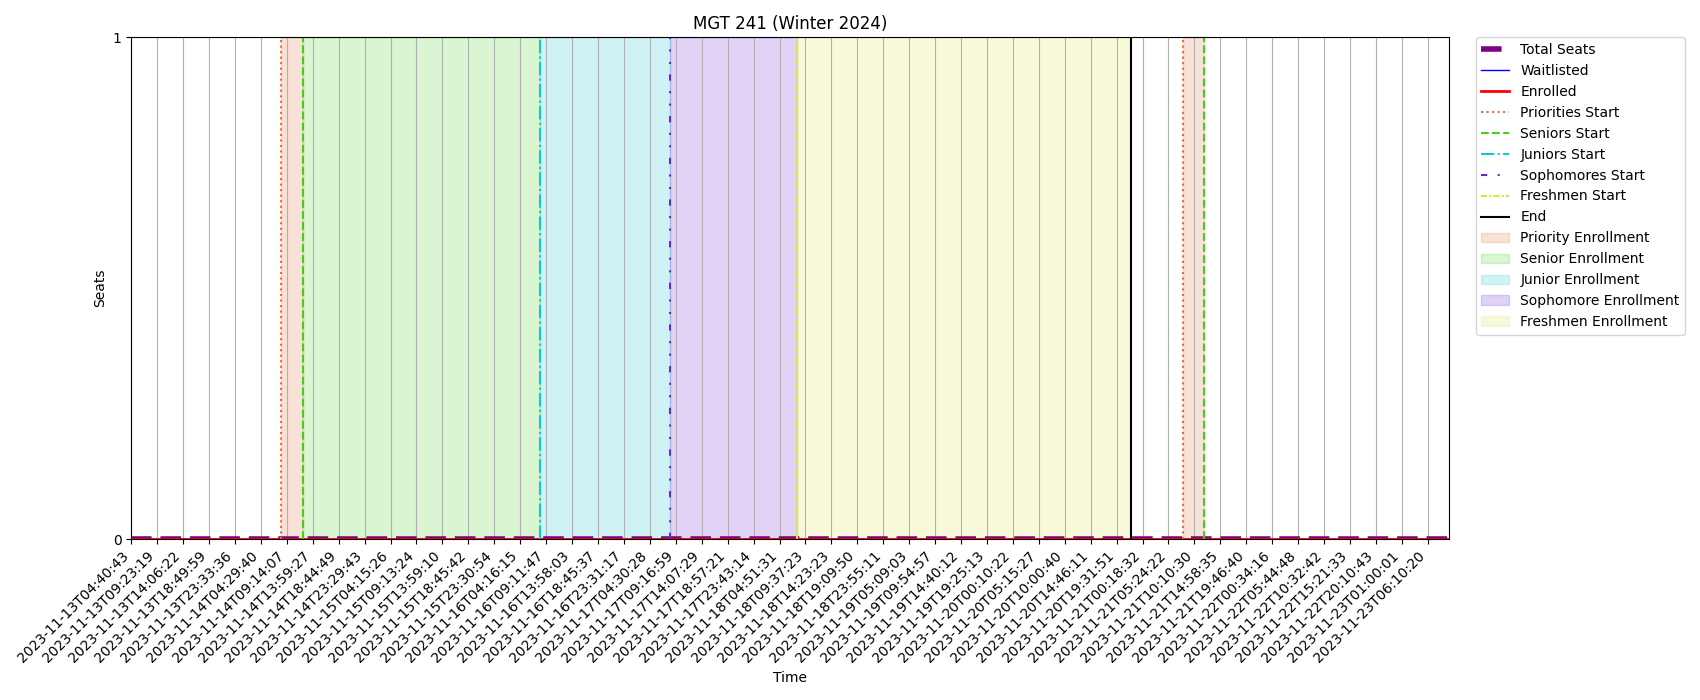 MGT 241 (Winter 2024)
1
0
Seats
2023-11-13T04:40:43
2023-11-13T09:23:19
2023-11-13T14:06:22
2023-11-13T18:49:59
2023-11-13T23:33:36
2023-11-14T04:29:40
2023-11-14T09:14:07
2023-11-14T13:59:27
2023-11-14T18:44:49
2023-11-14T23:29:43
2023-11-15T04:15:26
2023-11-15T09:13:24
2023-11-15T13:59:10
2023-11-15T18:45:42
2023-11-15T23:30:54
2023-11-16T04:16:15
2023-11-16T09:11:47
2023-11-16T13:58:03
2023-11-16T18:45:37
2023-11-16T23:31:17
2023-11-17T04:30:28
2023-11-17T09:16:59
2023-11-17T14:07:29
2023-11-17T18:57:21
2023-11-17T23:43:14
2023-11-18T04:51:31
2023-11-18T09:37:23
2023-11-18T14:23:23
2023-11-18T19:09:50
2023-11-18T23:55:11
2023-11-19T05:09:03
2023-11-19T09:54:57
2023-11-19T14:40:12
2023-11-19T19:25:13
2023-11-20T00:10:22
2023-11-20T05:15:27
2023-11-20T10:00:40
2023-11-20T14:46:11
2023-11-20T19:31:51
2023-11-21T00:18:32
2023-11-21T05:24:22
2023-11-21T10:10:30
2023-11-21T14:58:35
2023-11-21T19:46:40
2023-11-22T00:34:16
2023-11-22T05:44:48
2023-11-22T10:32:42
2023-11-22T15:21:33
2023-11-22T20:10:43
2023-11-23T01:00:01
2023-11-23T06:10:20
Time
Total Seats
Waitlisted
Enrolled
Priorities Start
Seniors Start
Juniors Start
Sophomores Start
Freshmen Start
End
Priority Enrollment
Senior Enrollment
Junior Enrollment
Sophomore Enrollment
Freshmen Enrollment